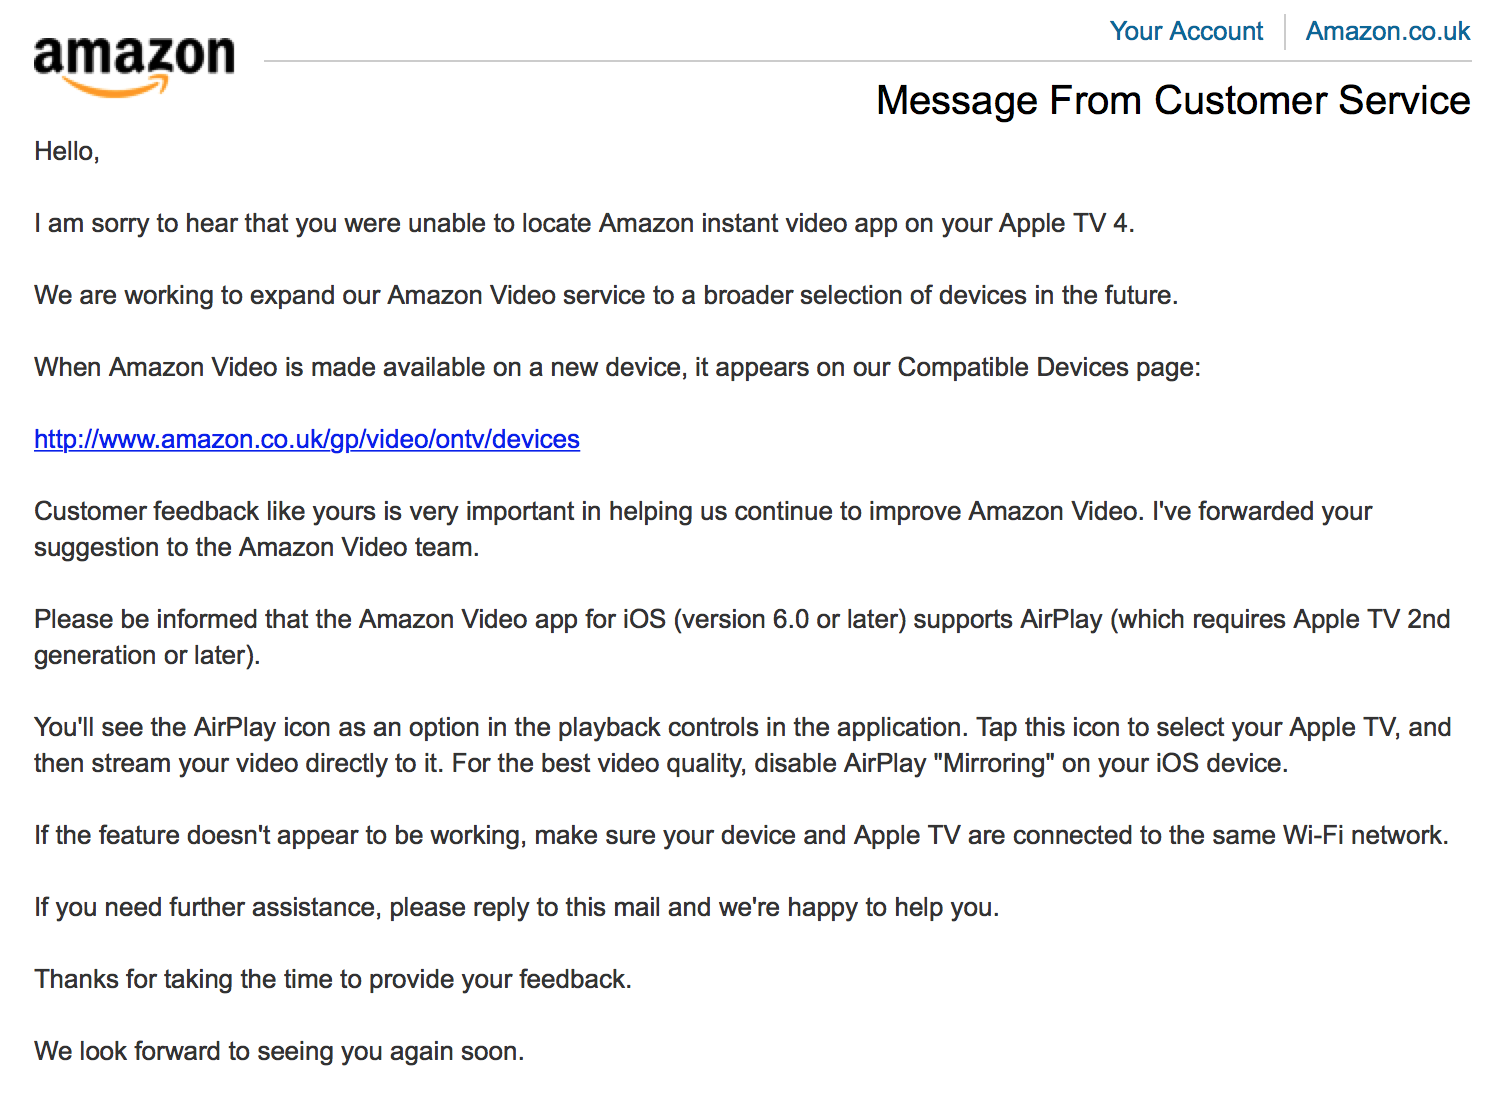 amazon
Your Account
Amazon.co.uk
Message From Customer Service
Hello,
I am sorry to hear that you were unable to locate Amazon instant video app on your Apple TV 4.
We are working to expand our Amazon Video service to a broader selection of devices in the future.
When Amazon Video is made available on a new device, it appears on our Compatible Devices page:
http://www.amazon.co.uk/gp/video/ontv/devices
Customer feedback like yours is very important in helping us continue to improve Amazon Video. I've forwarded your
suggestion to the Amazon Video team.
Please be informed that the Amazon Video app for iOS (version 6.0 or later) supports AirPlay (which requires Apple TV 2nd
generation or later).
You'll see the AirPlay icon as an option in the playback controls in the application. Tap this icon to select your Apple TV, and
then stream your video directly to it. For the best video quality, disable AirPlay "Mirroring" on your iOS device.
If the feature doesn't appear to be working, make sure your device and Apple TV are connected to the same Wi-Fi network.
If you need further assistance, please reply to this mail and we're happy to help you.
Thanks for taking the time to provide your feedback.
We look forward to seeing you again soon.